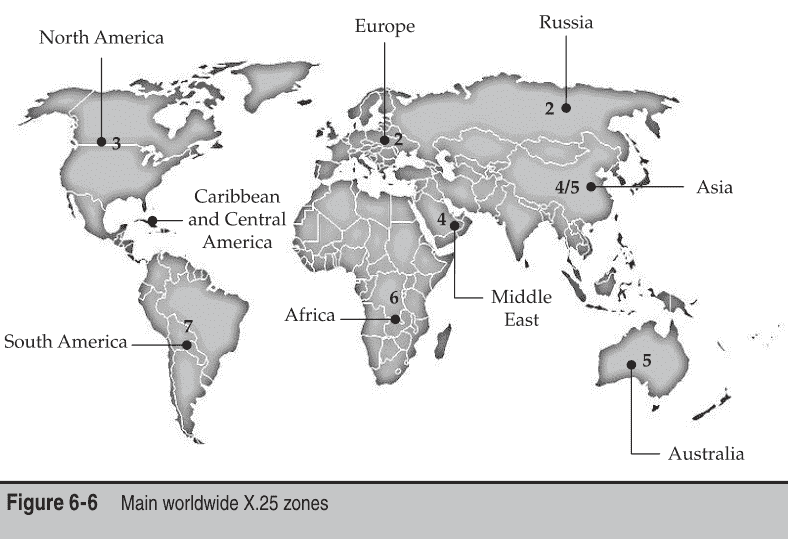 North America
Europe
Russia
2
3
2
4/5
Asia
Caribbean
and Central
America
4
6
Middle
East
Africa
7
South America
5
Australia
Figure 6-6 Main worldwide X.25 zones